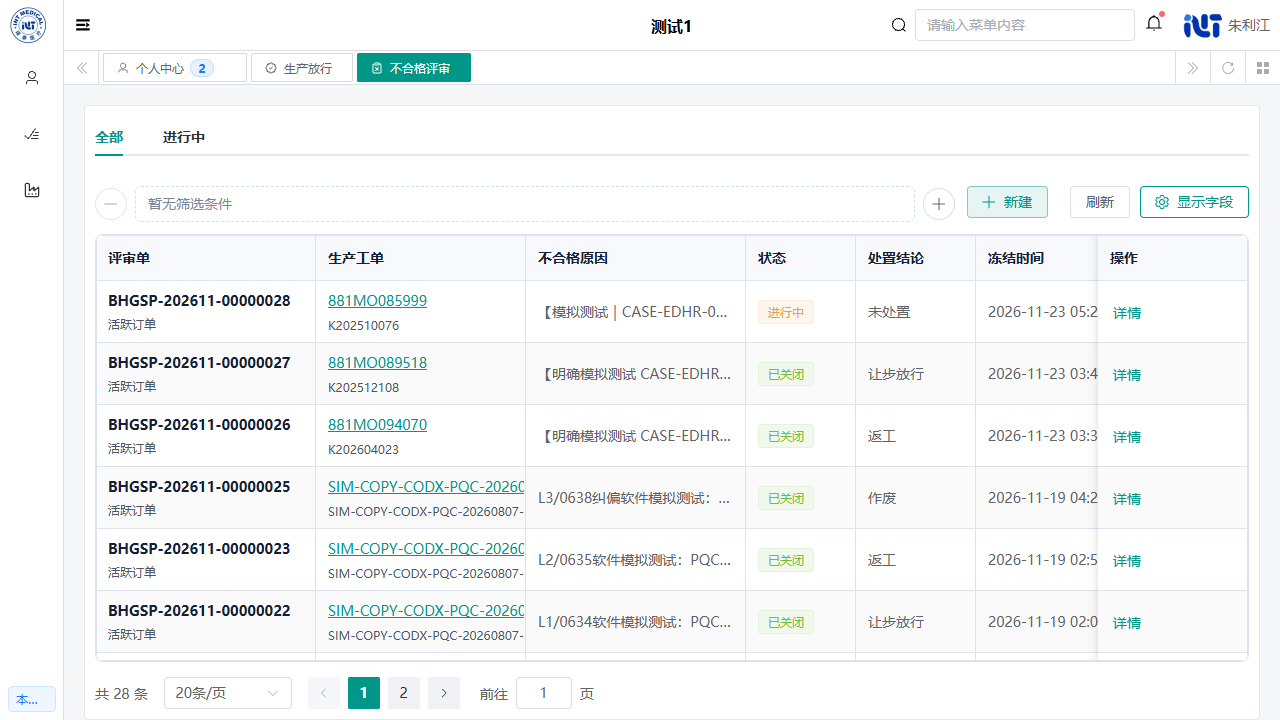 测试1
请输入菜单内容
朱利江
个人中心 2
生产放行
不合格评审
全部
进行中
暂无筛选条件
新建
刷新
显示字段
评审单 生产工单 不合格原因 状态 处置结论 冻结时间 操作
BHGSP-202611-00000028 881MO085999 【模拟测试｜CASE-EDHR-0... 进行中 未处置 2026-11-23 05:2 详情
活跃订单 K202510076
BHGSP-202611-00000027 881MO089518 【明确模拟测试 CASE-EDHR... 已关闭 让步放行 2026-11-23 03:4 详情
活跃订单 K202512108
BHGSP-202611-00000026 881MO094070 【明确模拟测试 CASE-EDHR... 已关闭 返工 2026-11-23 03:3 详情
活跃订单 K202604023
BHGSP-202611-00000025 SIM-COPY-CODX-PQC-20260 L3/0638纠偏软件模拟测试：... 已关闭 作废 2026-11-19 04:2 详情
活跃订单 SIM-COPY-CODX-PQC-20260807-
BHGSP-202611-00000023 SIM-COPY-CODX-PQC-20260 L2/0635软件模拟测试：PQC... 已关闭 返工 2026-11-19 02:5 详情
活跃订单 SIM-COPY-CODX-PQC-20260807-
BHGSP-202611-00000022 SIM-COPY-CODX-PQC-20260 L1/0634软件模拟测试：PQC... 已关闭 让步放行 2026-11-19 02:0 详情
活跃订单 SIM-COPY-CODX-PQC-20260807-
本...
共 28 条 20条/页 1 2 前往 1 页